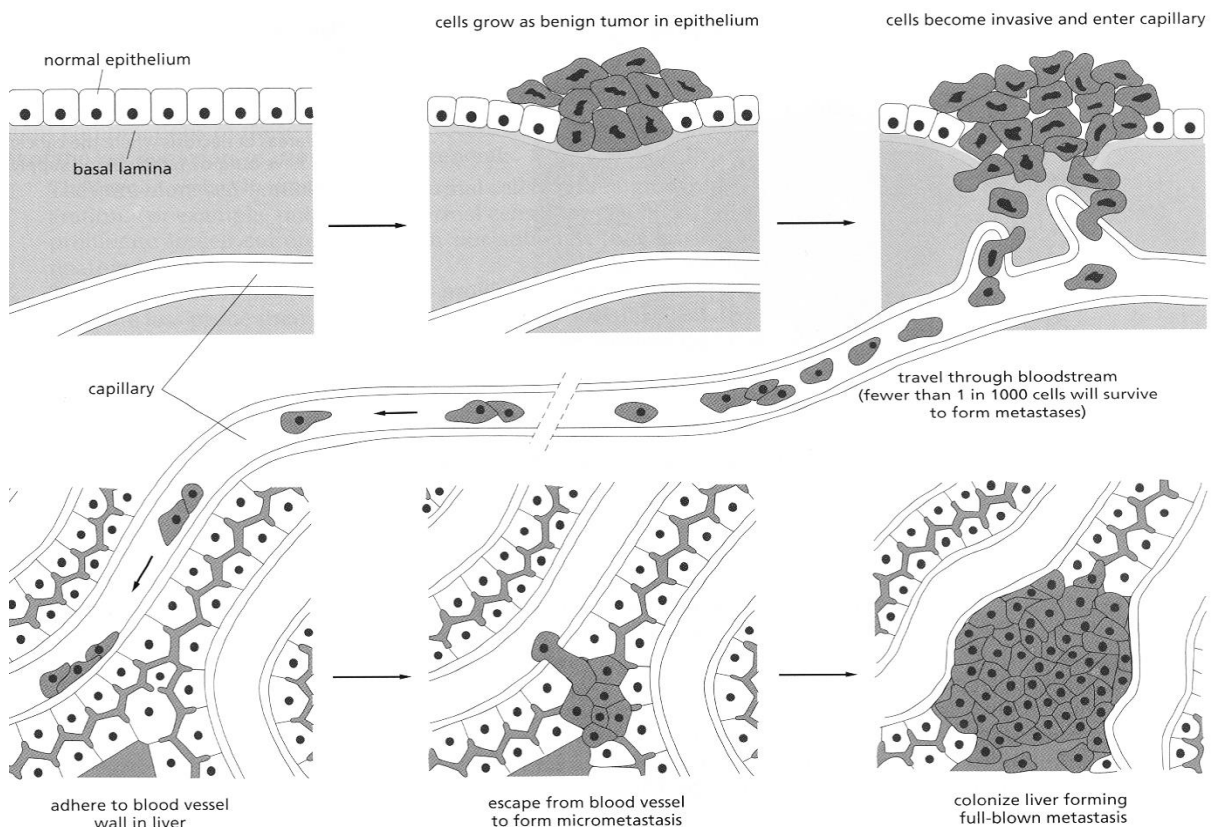 cells grow as benign tumor in epithelium
cells become invasive and enter capillary
normal epithelium
basal lamina
capillary
travel through bloodstream
(fewer than 1 in 1000 cells will survive
to form metastases)
adhere to blood vessel
wall in liver
escape from blood vessel
to form micrometastasis
colonize liver forming
full-blown metastasis